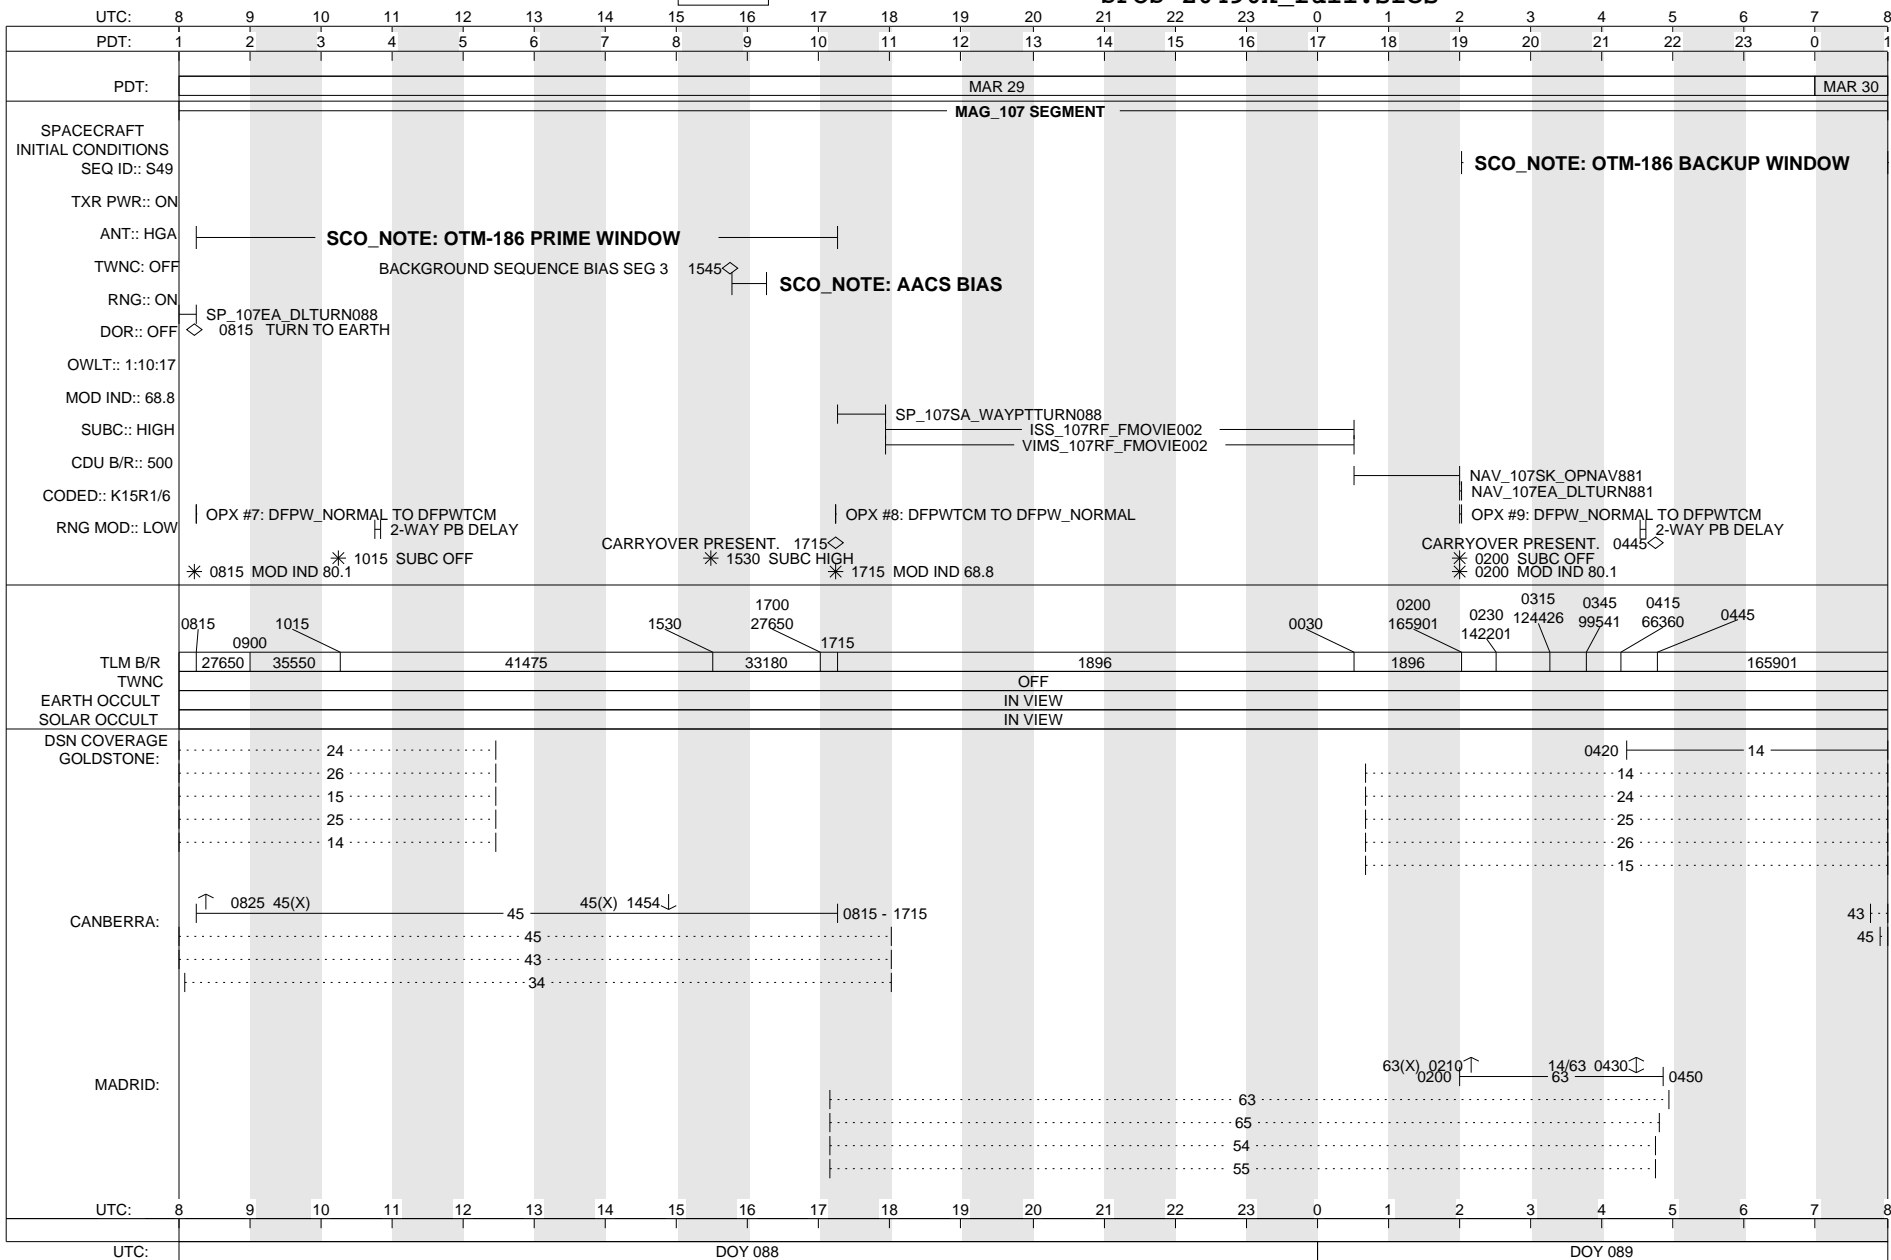 UTC: 8 9 10 11 12 13 14 15 16 17 18 19 20 21 22 23 0 1 2 3 4 5 6 7 8
PDT: 1 2 3 4 5 6 7 8 9 10 11 12 13 14 15 16 17 18 19 20 21 22 23 0 1
PDT: MAR 29 MAR 30
MAG_107 SEGMENT
SPACECRAFT
INITIAL CONDITIONS
SEQ ID:: S49
SCO_NOTE: OTM-186 BACKUP WINDOW
TXR PWR:: ON
ANT:: HGA
SCO_NOTE: OTM-186 PRIME WINDOW
TWNC: OFF
BACKGROUND SEQUENCE BIAS SEG 3 1545
SCO_NOTE: AACS BIAS
RNG:: ON
SP_107EA_DLTURN088
DOR:: OFF
0815 TURN TO EARTH
OWLT:: 1:10:17
MOD IND:: 68.8
SP_107SA_WAYPTTURN088
SUBC:: HIGH
ISS_107RF_FMOVIE002
VIMS_107RF_FMOVIE002
CDU B/R:: 500
NAV_107SK_OPNAV881
CODED:: K15R1/6
NAV_107EA_DLTURN881
OPX #7: DFPW_NORMAL TO DFPWTCM
OPX #8: DFPWTCM TO DFPW_NORMAL
OPX #9: DFPW_NORMAL TO DFPWTCM
RNG MOD:: LOW
2-WAY PB DELAY
2-WAY PB DELAY
CARRYOVER PRESENT. 1715
CARRYOVER PRESENT. 0445
1015 SUBC OFF
1530 SUBC HIGH
0200 SUBC OFF
0815 MOD IND 80.1
1715 MOD IND 68.8
0200 MOD IND 80.1
0815 0900 1015 1530 1700 27650 1715 0030 0200 165901 0230 142201 0315 124426 0345 99541 0415 66360 0445
TLM B/R 27650 35550 41475 33180 1896 1896 165901
TWNC OFF
EARTH OCCULT IN VIEW
SOLAR OCCULT IN VIEW
DSN COVERAGE
GOLDSTONE:
24
0420 14
26
14
15
24
25
25
14
26
15
CANBERRA:
0825 45(X) 45(X) 1454
45 0815 - 1715
43
45
45
43
34
MADRID:
63(X) 0210 14/63 0430
0200 63 0450
63
65
54
55
UTC: 8 9 10 11 12 13 14 15 16 17 18 19 20 21 22 23 0 1 2 3 4 5 6 7 8
UTC: DOY 088 DOY 089